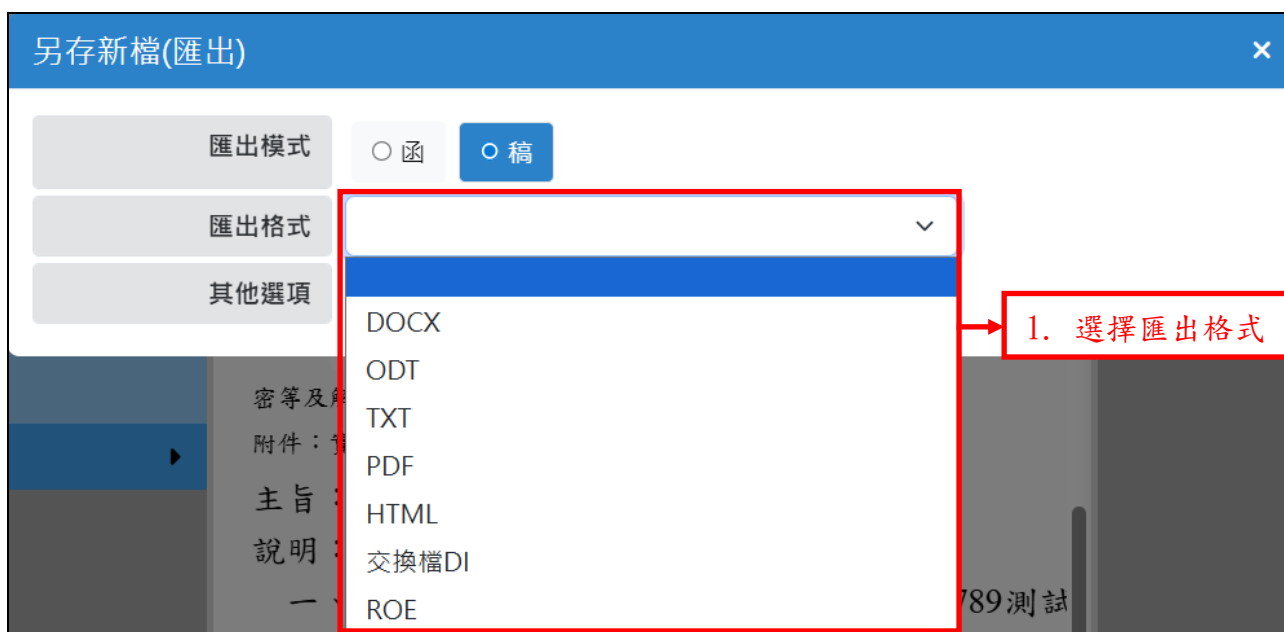 另存新檔(匯出)
匯出模式
函
稿
匯出格式
其他選項
DOCX
ODT
TXT
PDF
HTML
交換檔DI
ROE
1. 選擇匯出格式
密等及
附件：
主旨：
說明：
一、
789測試